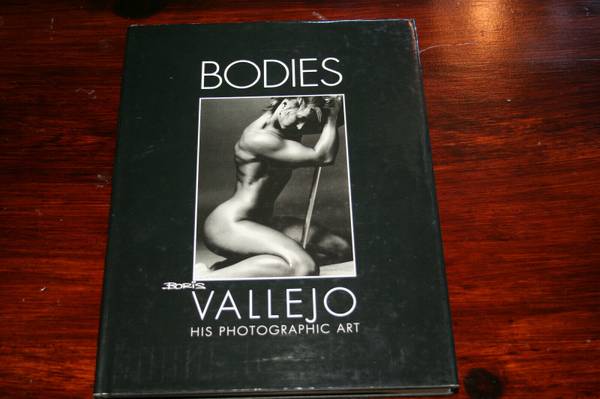 BODIES
BORIS
VALLEJO
HIS PHOTOGRAPHIC ART